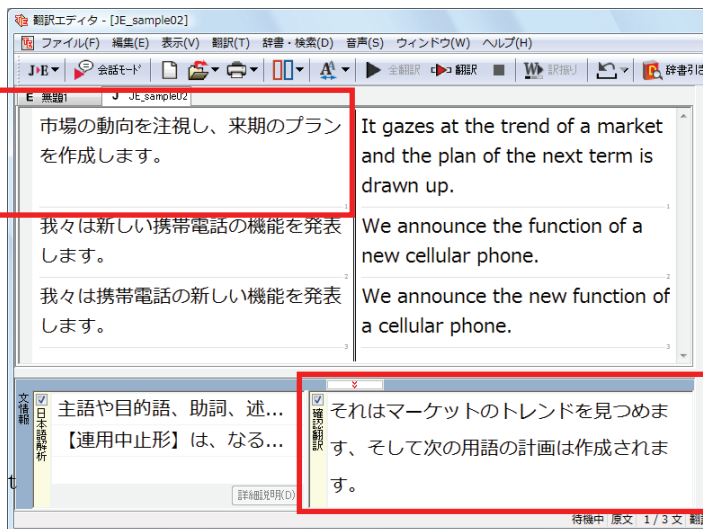 翻訳エディタ - [JE_sample02]
ファイル(F) 編集(E) 表示(V) 翻訳(T) 辞書・検索(D) 音声(S) ウィンドウ(W) ヘルプ(H)
J▸E 会話モード 全翻訳 翻訳 訳振り 辞書引き
E 無題1 J JE_sample02
市場の動向を注視し、来期のプラン
を作成します。
1
It gazes at the trend of a market
and the plan of the next term is
drawn up.
1
我々は新しい携帯電話の機能を発表
します。
2
We announce the function of a
new cellular phone.
2
我々は携帯電話の新しい機能を発表
します。
3
We announce the new function of
a cellular phone.
3
文情報
日本語解析
主語や目的語、助詞、述...
【連用中止形】は、なる...
詳細説明(D)
確認翻訳
それはマーケットのトレンドを見つめま
す、そして次の用語の計画は作成されま
す。
t
待機中 原文 1 / 3 文 翻